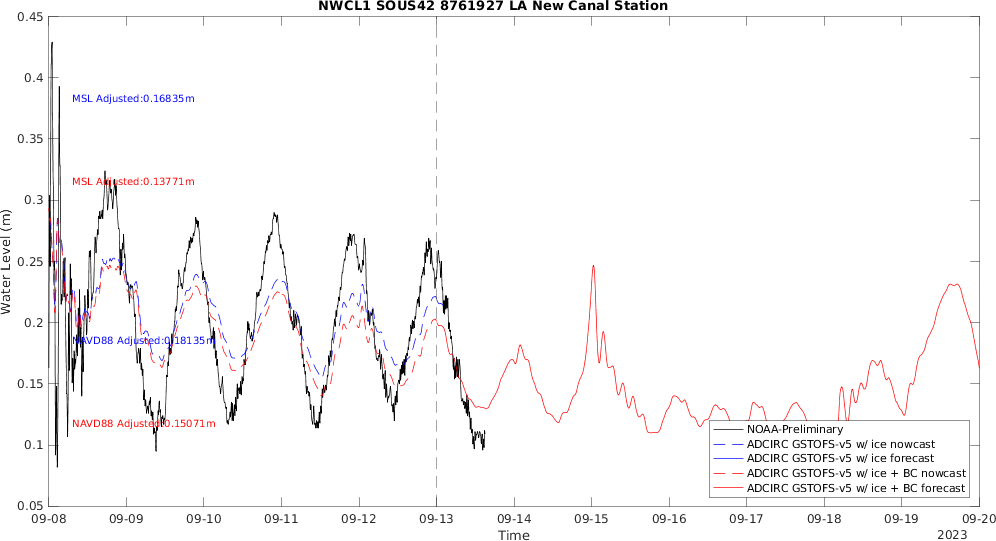 NWCL1 SOUS42 8761927 LA New Canal Station
0.45
0.4
0.35
0.3
0.25
0.2
0.15
0.1
0.05
Water Level (m)
MSL Adjusted:0.16835m
MSL Adjusted:0.13771m
NAVD88 Adjusted:0.18135m
NAVD88 Adjusted:0.15071m
NOAA-Preliminary
ADCIRC GSTOFS-v5 w/ ice nowcast
ADCIRC GSTOFS-v5 w/ ice forecast
ADCIRC GSTOFS-v5 w/ ice + BC nowcast
ADCIRC GSTOFS-v5 w/ ice + BC forecast
09-08 09-09 09-10 09-11 09-12 09-13 09-14 09-15 09-16 09-17 09-18 09-19 09-20
Time
2023